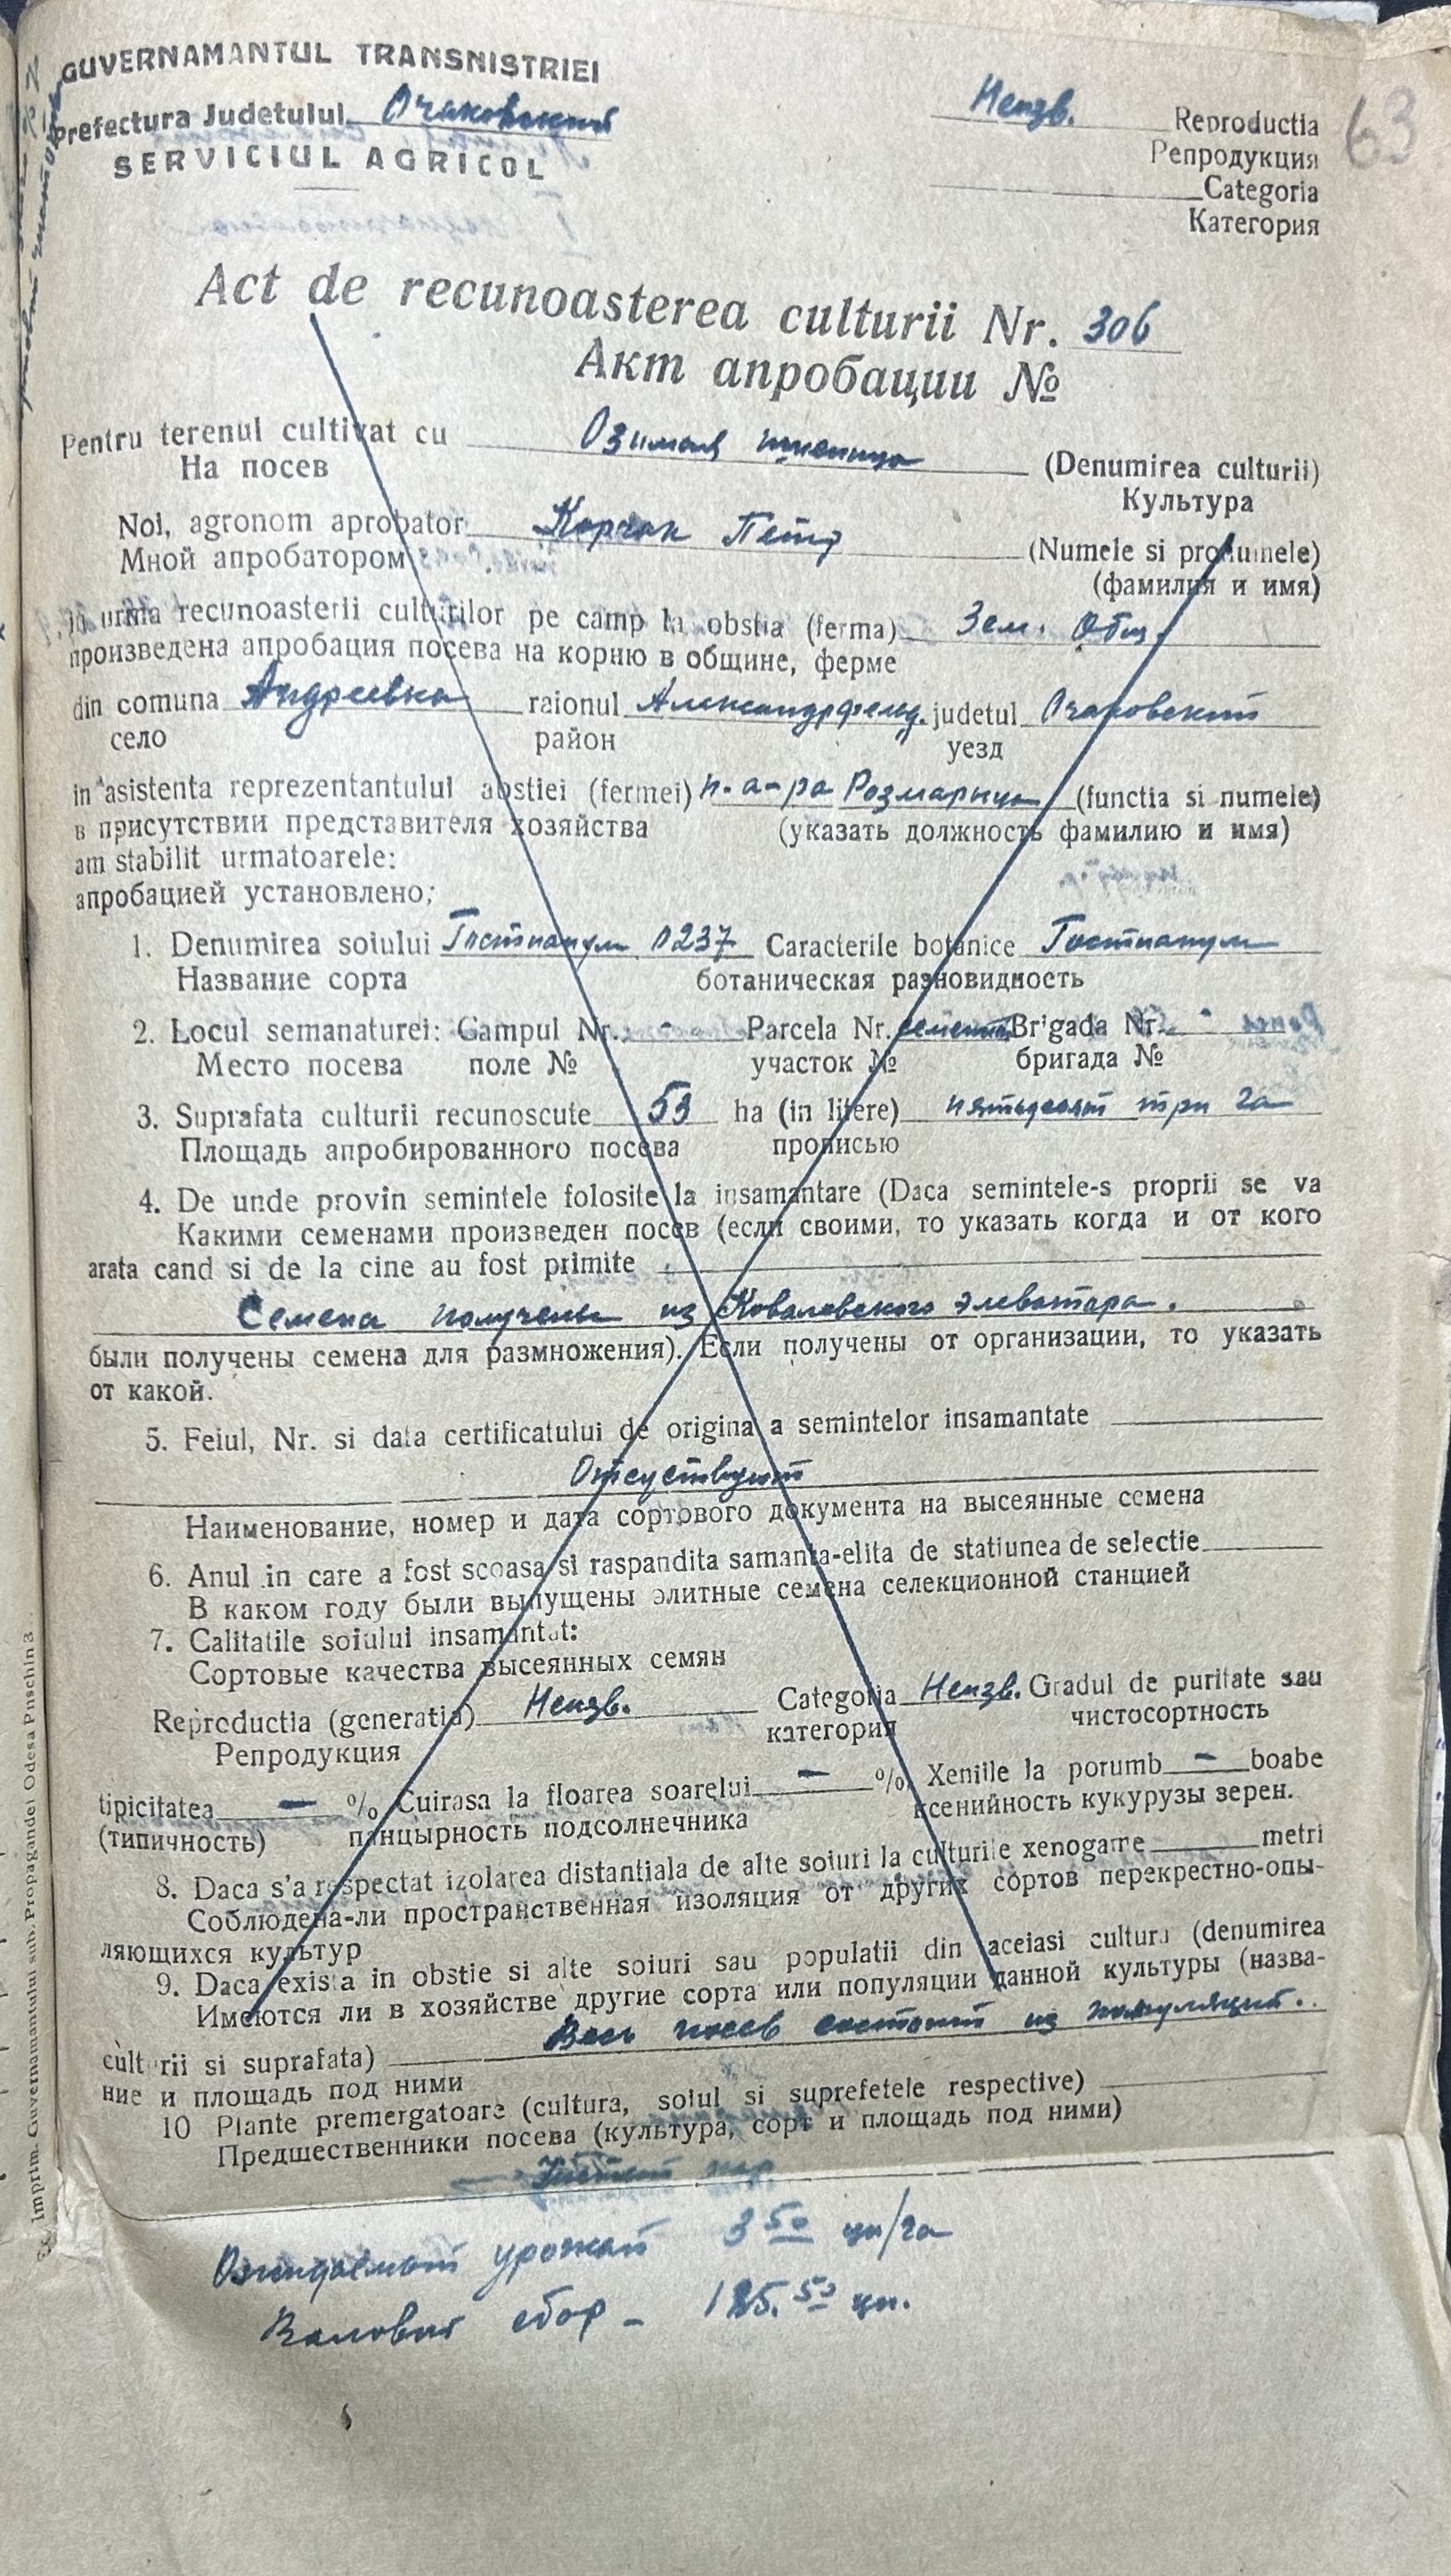 GUVERNAMANTUL TRANSNISTRIEI
Prefectura Judetulul Очаковский
SERVICIUL AGRICOL
63
Неизв. Reproductia
Репродукция
Categoria
Категория
Act de recunoasterea culturii Nr. 306
Акт апробации №
Pentru terenul cultivat cu Озимая пшеница (Denumirea culturii)
На посев Культура
Noi, agronom aprobator Корчак Петр (Numele si pronumele)
Мной апробатором (фамилия и имя)
in urma recunoasterii culturilor pe camp la obstia (ferma) Зем. Общ.
произведена апробация посева на корню в общине, ферме
din comuna Андреевка raionul Александрфельд. judetul Очаковский
село район уезд
in asistenta reprezentantului abstiei (fermei) п. а-ра Розмарица (functia si numele)
в присутствии представителя хозяйства (указать должность фамилию и имя)
am stabilit urmatoarele:
апробацией установлено;
1. Denumirea soiului Гостианум 0237 Caracterile botanice Гостианум
Название сорта ботаническая разновидность
2. Locul semanaturei: Campul Nr. - Parcela Nr. Brigada Nr. -
Место посева поле № участок № бригада №
3. Suprafata culturii recunoscute 53 ha (in litere) пятьдесят три га
Площадь апробированного посева прописью
4. De unde provin semintele folosite la insamantare (Daca semintele-s proprii se va
Какими семенами произведен посев (если своими, то указать когда и от кого
arata cand si de la cine au fost primite
Семена получены из Ковалевского элеватора.
были получены семена для размножения). Если получены от организации, то указать
от какой.
5. Feiul, Nr. si data certificatului de origina a semintelor insamantate
Отсуствуют
Наименование, номер и дата сортового документа на высеянные семена
6. Anul in care a fost scoasa si raspandita samanta-elita de statiunea de selectie
В каком году были выпущены элитные семена селекционной станцией
7. Calitatile soiului insamantat:
Сортовые качества высеянных семян
Reproductia (generatia) Неизв. Categoria Неизв. Gradul de puritate sau
Репродукция категория чистосортность
tipicitatea — % Cuirasa la floarea soarelui — % Xeniile la porumb — boabe
(типичность) панцырность подсолнечника ксенийность кукурузы зерен.
8. Daca s'a respectat izolarea distantiala de alte soiuri la culturile xenogame metri
Соблюдена-ли пространственная изоляция от других сортов перекрестно-опы-
ляющихся культур
9. Daca exista in obstie si alte soiuri sau populatii din aceiasi cultura (denumirea
Имеются ли в хозяйстве другие сорта или популяции данной культуры (назва-
Весь посев состоит из популяций.
culturii si suprafata)
ние и площадь под ними
10 Plante premergatoare (cultura, soiul si suprefetele respective)
Предшественники посева (культура, сорт и площадь под ними)
Чистый пар
Ожидаемый урожай 3 50 цн/га
Валовый сбор – 185. 50 цн.
Imprim. Guvernamantului sub. Propagandei Odesa Puschin 3